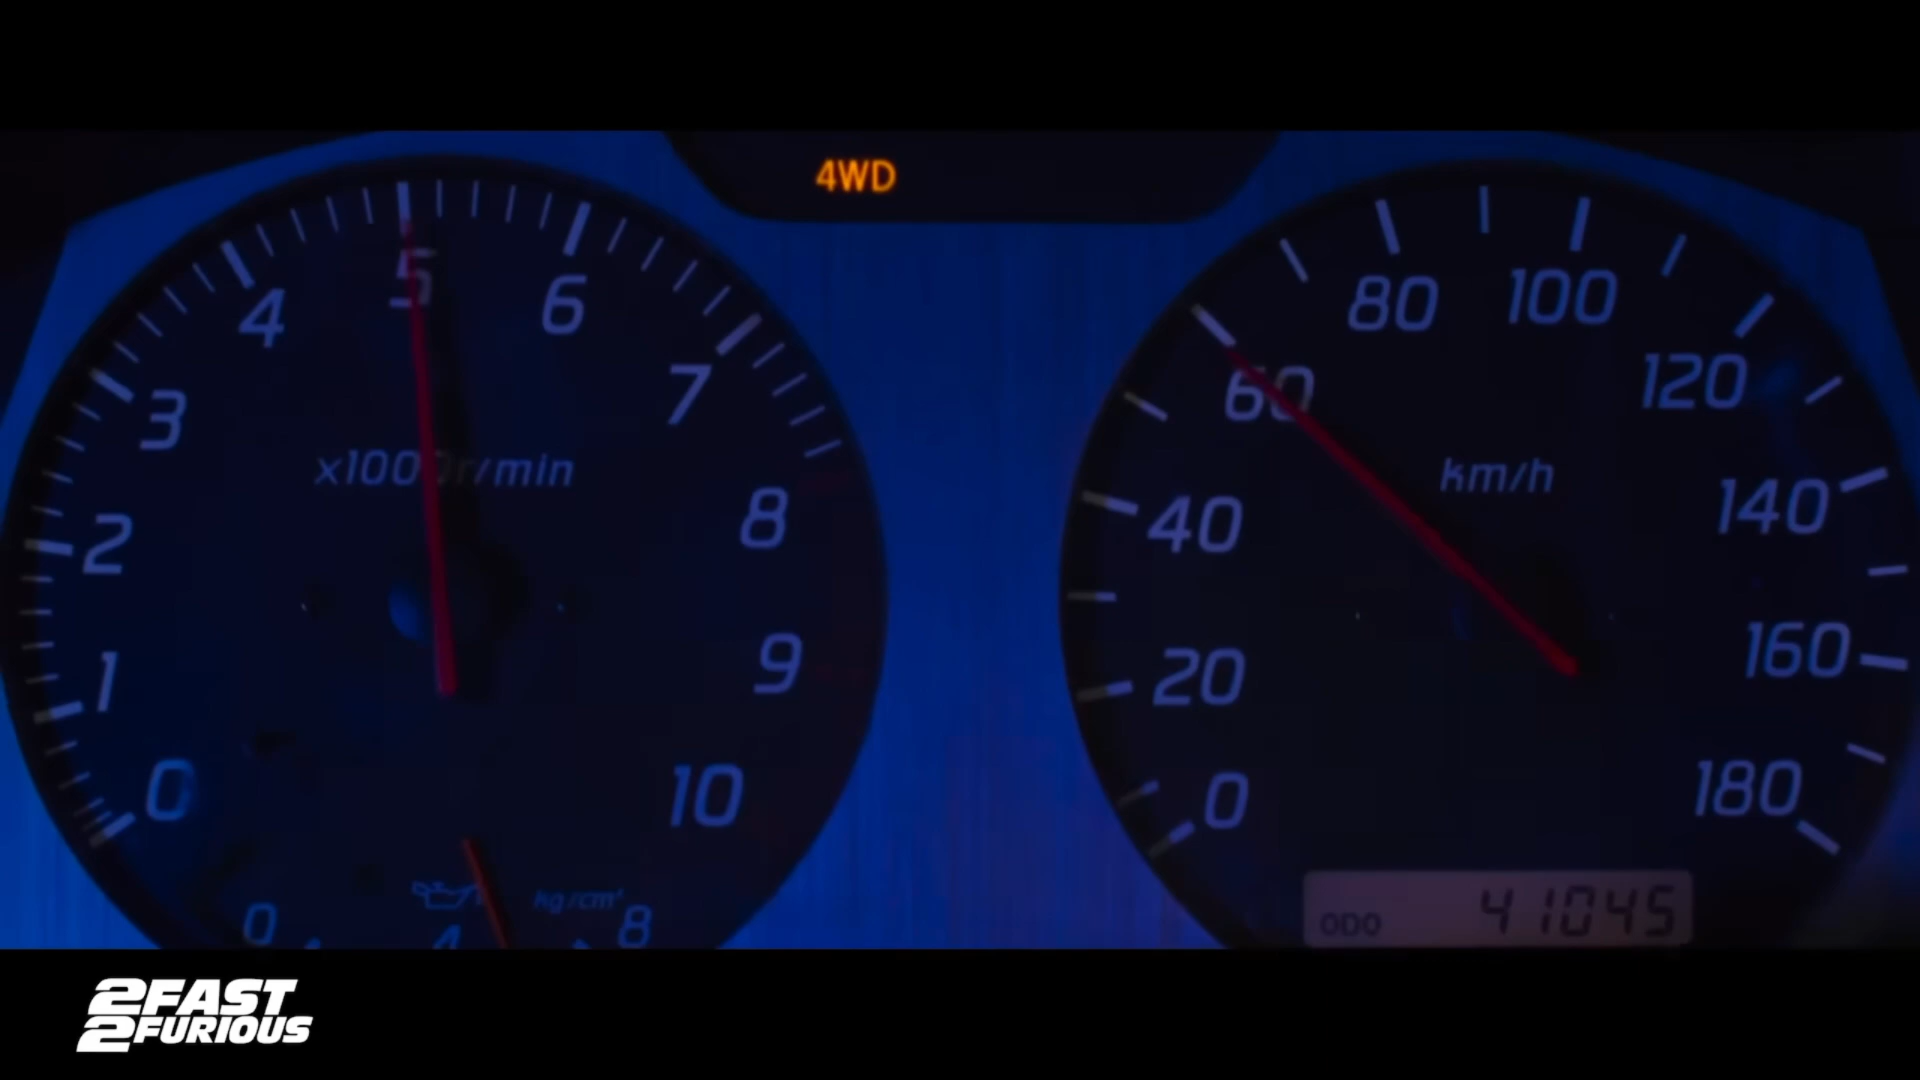 4WD
0 1 2 3 4 5 6 7 8 9 10
x1000r/min
0 4 8
kg/cm²
0 20 40 60 80 100 120 140 160 180
km/h
ODO 41045
2FAST
2FURIOUS